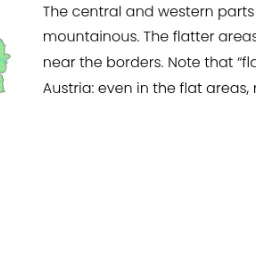 The central and western parts
mountainous. The flatter areas
near the borders. Note that “fla
Austria: even in the flat areas,